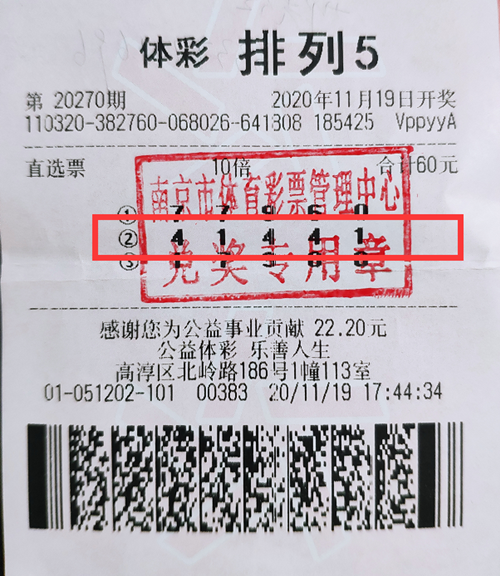 体彩 排列5
第 20270期 2020年11月19日开奖
110320-382760-068026-641808 185425 VppyyA
直选票 10倍 合计60元
南京市体育彩票管理中心
①
② 4 1 4 4 1
兑奖专用章
③
感谢您为公益事业贡献 22.20元
公益体彩 乐善人生
高淳区北岭路186号1幢113室
01-051202-101 00383 20/11/19 17:44:34